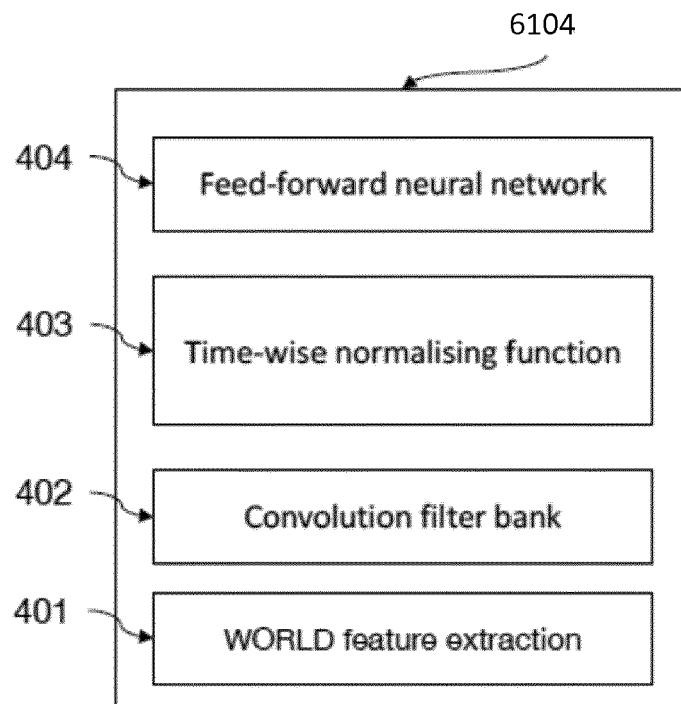 6104
404
Feed-forward neural network
403
Time-wise normalising function
402
Convolution filter bank
401
WORLD feature extraction